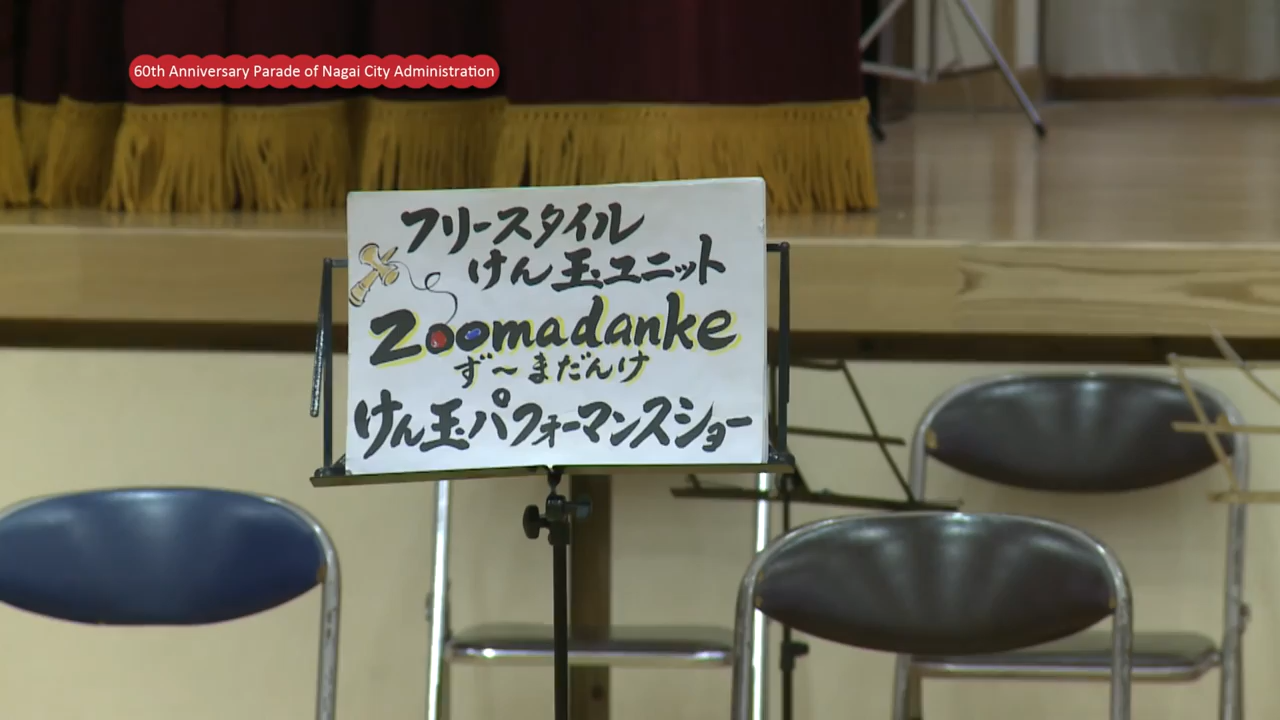 60th Anniversary Parade of Nagai City Administration
フリースタイル
けん玉ユニット
Zoomadanke
ず～まだんけ
けん玉パフォーマンスショー